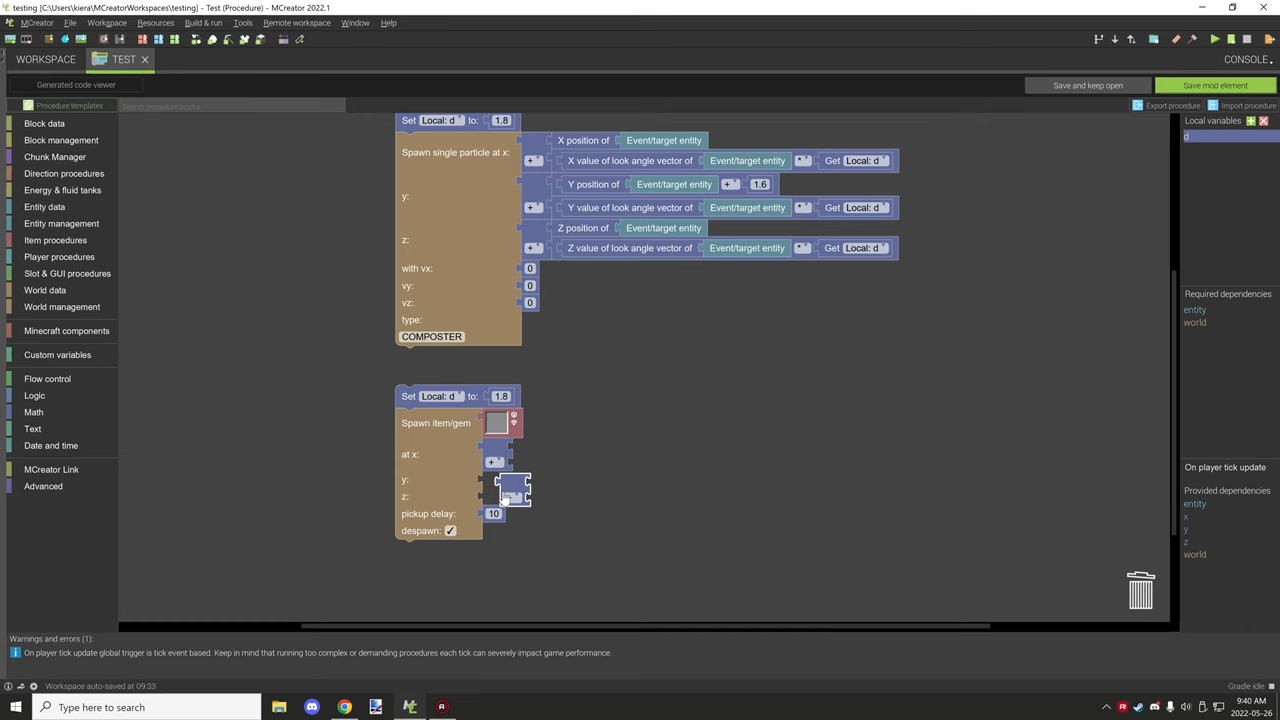 testing [C:\Users\kiera\MCreatorWorkspaces\testing] - Test (Procedure) - MCreator 2022.1
MCreator File Workspace Resources Build & run Tools Remote workspace Window Help
WORKSPACE TEST CONSOLE
Generated code viewer Save and keep open Save mod element
Procedure templates Search procedure blocks Export procedure Import procedure
Block data
Block management
Chunk Manager
Direction procedures
Energy & fluid tanks
Entity data
Entity management
Item procedures
Player procedures
Slot & GUI procedures
World data
World management
Minecraft components
Custom variables
Flow control
Logic
Math
Text
Date and time
MCreator Link
Advanced
Set Local: d to: 1.8
X position of Event/target entity
Spawn single particle at x:
+ X value of look angle vector of Event/target entity * Get Local: d
Y position of Event/target entity + 1.6
y:
+ Y value of look angle vector of Event/target entity * Get Local: d
Z position of Event/target entity
z:
+ Z value of look angle vector of Event/target entity * Get Local: d
with vx: 0
vy: 0
vz: 0
type:
COMPOSTER
Set Local: d to: 1.8
Spawn item/gem
at x: +
y:
z:
pickup delay: 10
despawn: ✓
Local variables
d
Required dependencies
entity
world
On player tick update
Provided dependencies
entity
x
y
z
world
Warnings and errors (1):
On player tick update global trigger is tick event based. Keep in mind that running too complex or demanding procedures each tick can severely impact game performance.
Workspace auto-saved at 09:33 Gradle idle
Type here to search
9:40 AM
2022-05-26